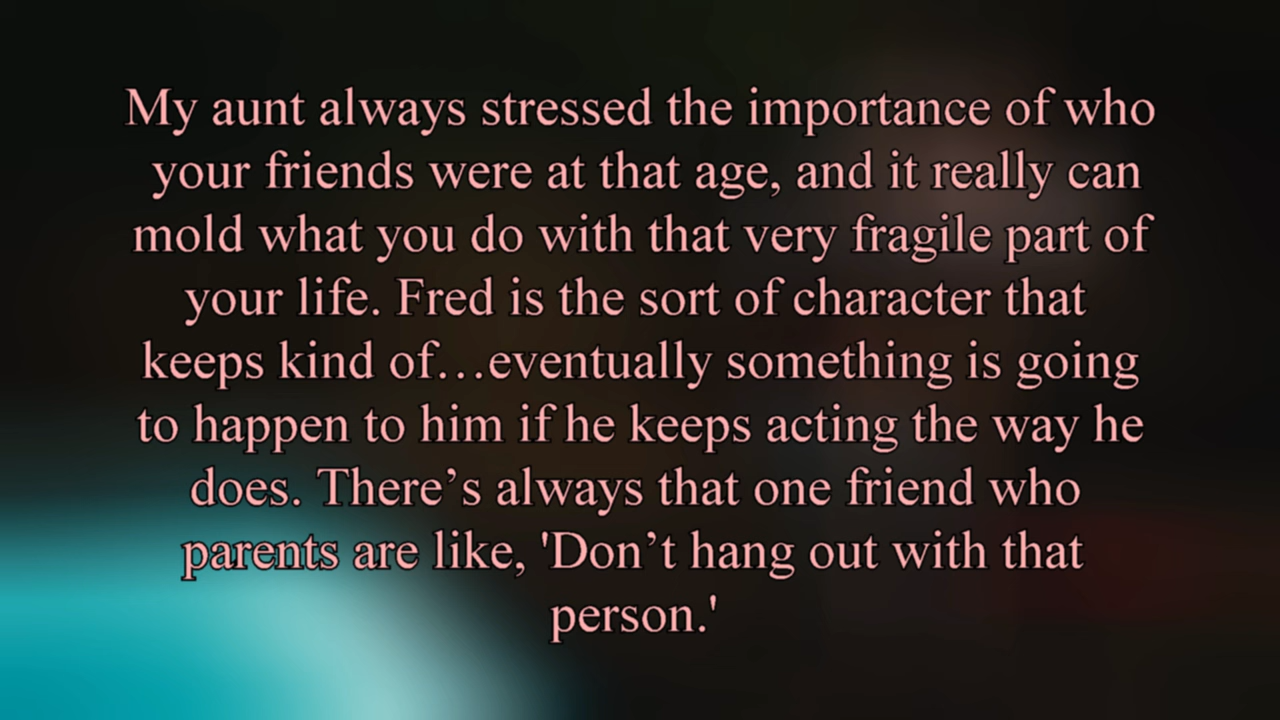 My aunt always stressed the importance of who
your friends were at that age, and it really can
mold what you do with that very fragile part of
your life. Fred is the sort of character that
keeps kind of…eventually something is going
to happen to him if he keeps acting the way he
does. There’s always that one friend who
parents are like, 'Don’t hang out with that
person.'